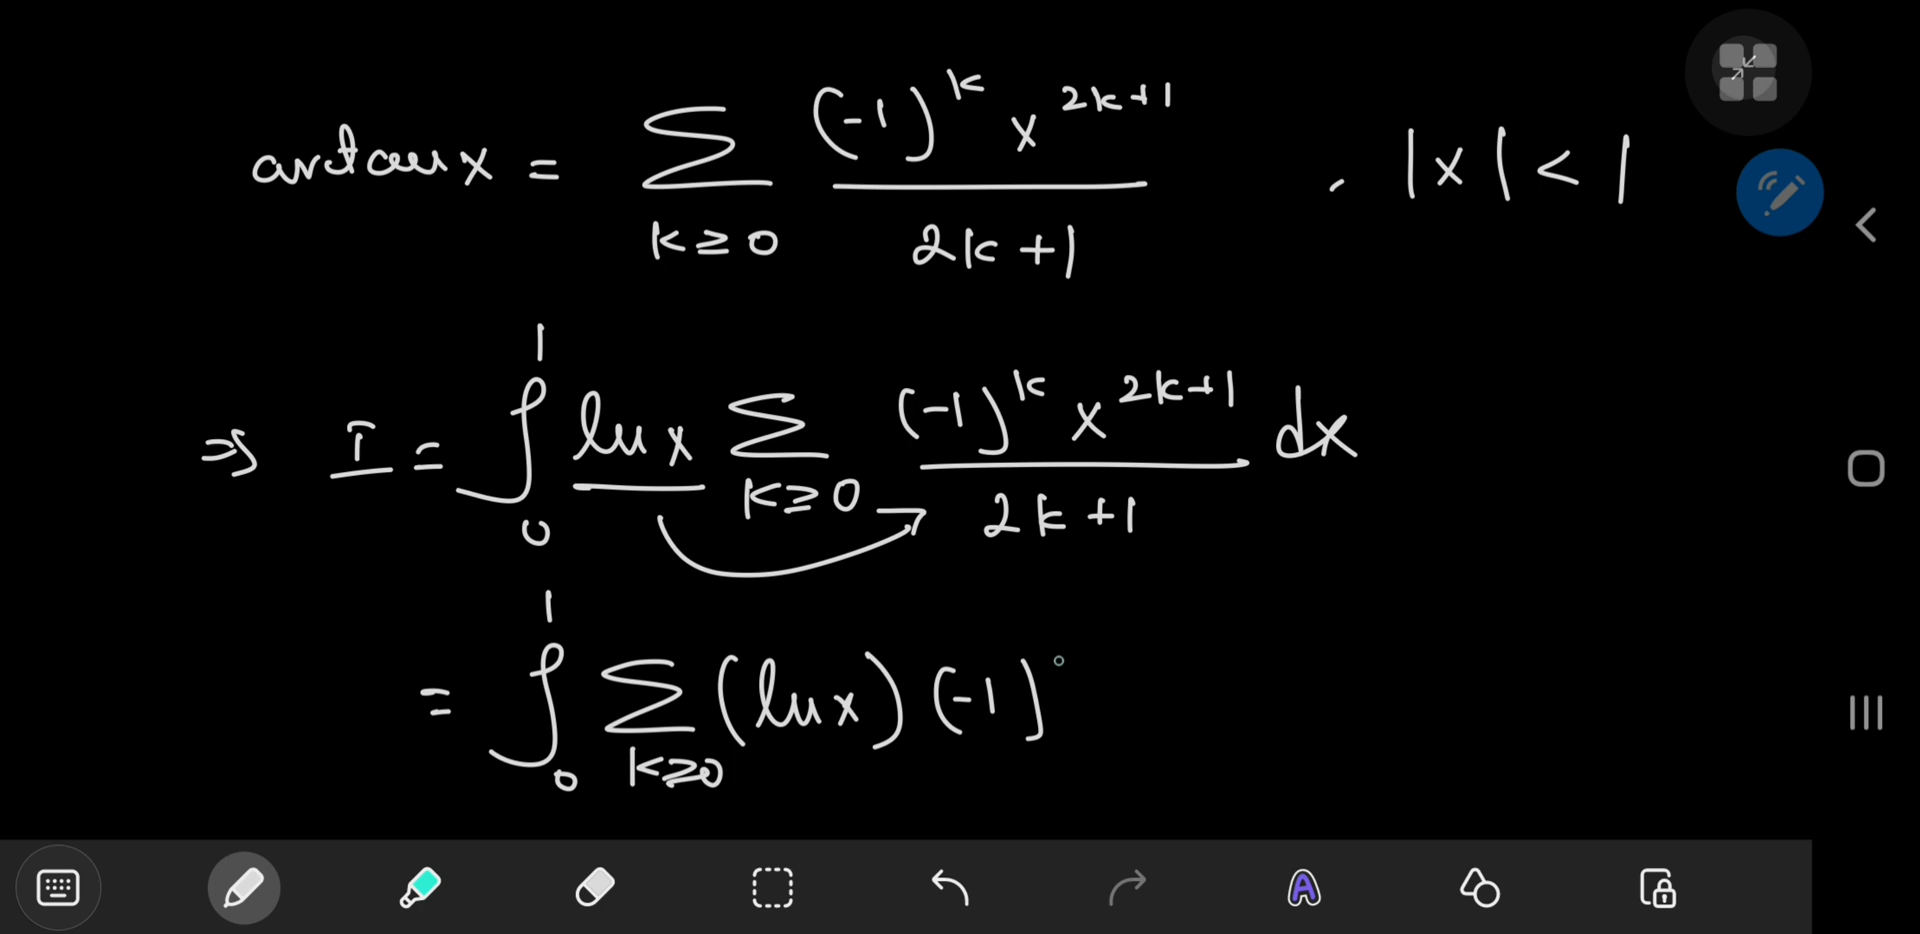 arctan x = ∑_{k≥0} (-1)^k x^{2k+1} / 2k+1 . |x| < 1
⇒ I = ∫_0^1 ln x ∑_{k≥0} (-1)^k x^{2k+1} / 2k+1 dx
= ∫_0^1 ∑_{k≥0} (ln x) (-1)